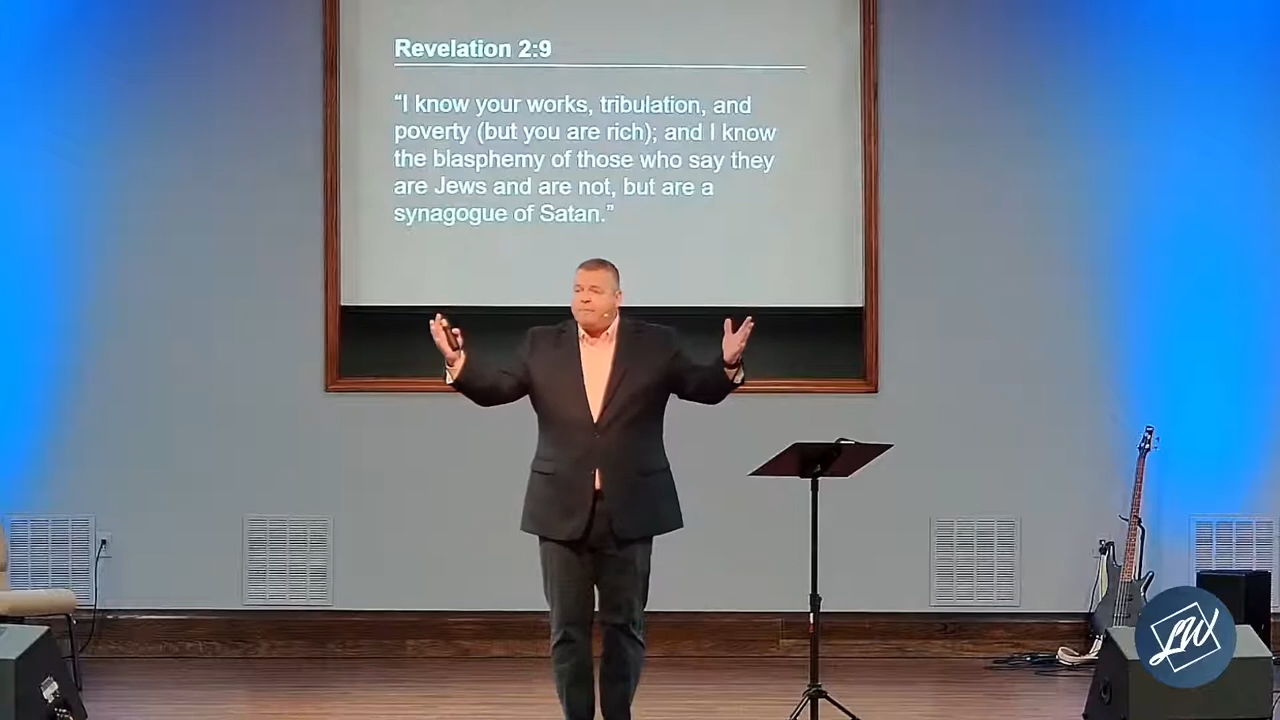 Revelation 2:9
“I know your works, tribulation, and
poverty (but you are rich); and I know
the blasphemy of those who say they
are Jews and are not, but are a
synagogue of Satan.”
LW